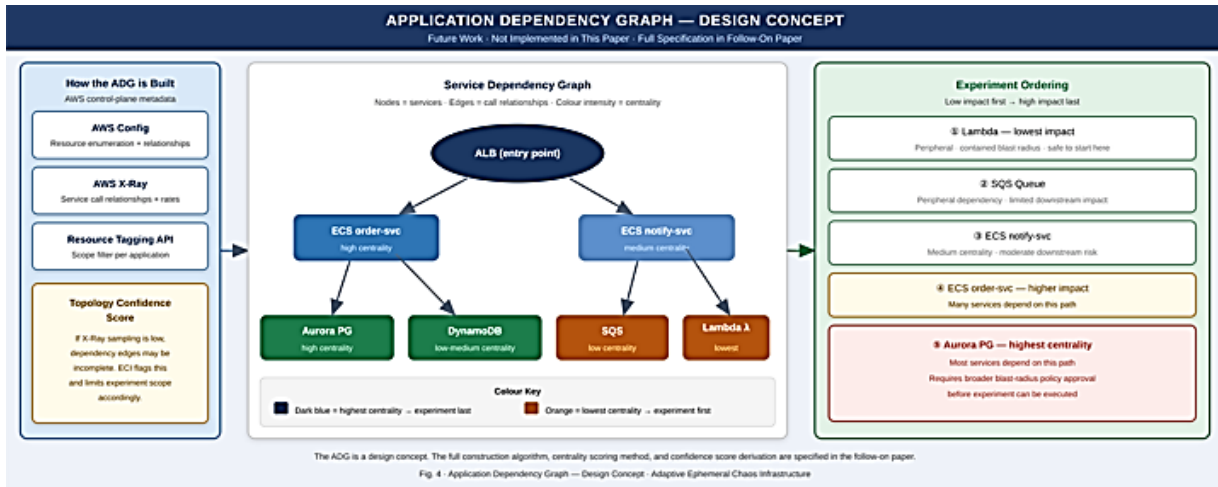 APPLICATION DEPENDENCY GRAPH — DESIGN CONCEPT
Future Work · Not Implemented in This Paper · Full Specification in Follow-On Paper
How the ADG is Built
AWS control-plane metadata
AWS Config
Resource enumeration + relationships
AWS X-Ray
Service call relationships + rates
Resource Tagging API
Scope filter per application
Topology Confidence
Score
If X-Ray sampling is low,
dependency edges may be
incomplete. ECI flags this
and limits experiment scope
accordingly.
Service Dependency Graph
Nodes = services · Edges = call relationships · Colour intensity = centrality
ALB (entry point)
ECS order-svc
high centrality
ECS notify-svc
medium centrality
Aurora PG
high centrality
DynamoDB
low-medium centrality
SQS
low centrality
Lambda λ
lowest
Colour Key
Dark blue = highest centrality → experiment last
Orange = lowest centrality → experiment first
Experiment Ordering
Low impact first → high impact last
① Lambda — lowest impact
Peripheral · contained blast radius · safe to start here
② SQS Queue
Peripheral dependency · limited downstream impact
③ ECS notify-svc
Medium centrality · moderate downstream risk
④ ECS order-svc — higher impact
Many services depend on this path
⑤ Aurora PG — highest centrality
Most services depend on this path
Requires broader blast-radius policy approval
before experiment can be executed
The ADG is a design concept. The full construction algorithm, centrality scoring method, and confidence score derivation are specified in the follow-on paper.
Fig. 4 · Application Dependency Graph — Design Concept · Adaptive Ephemeral Chaos Infrastructure